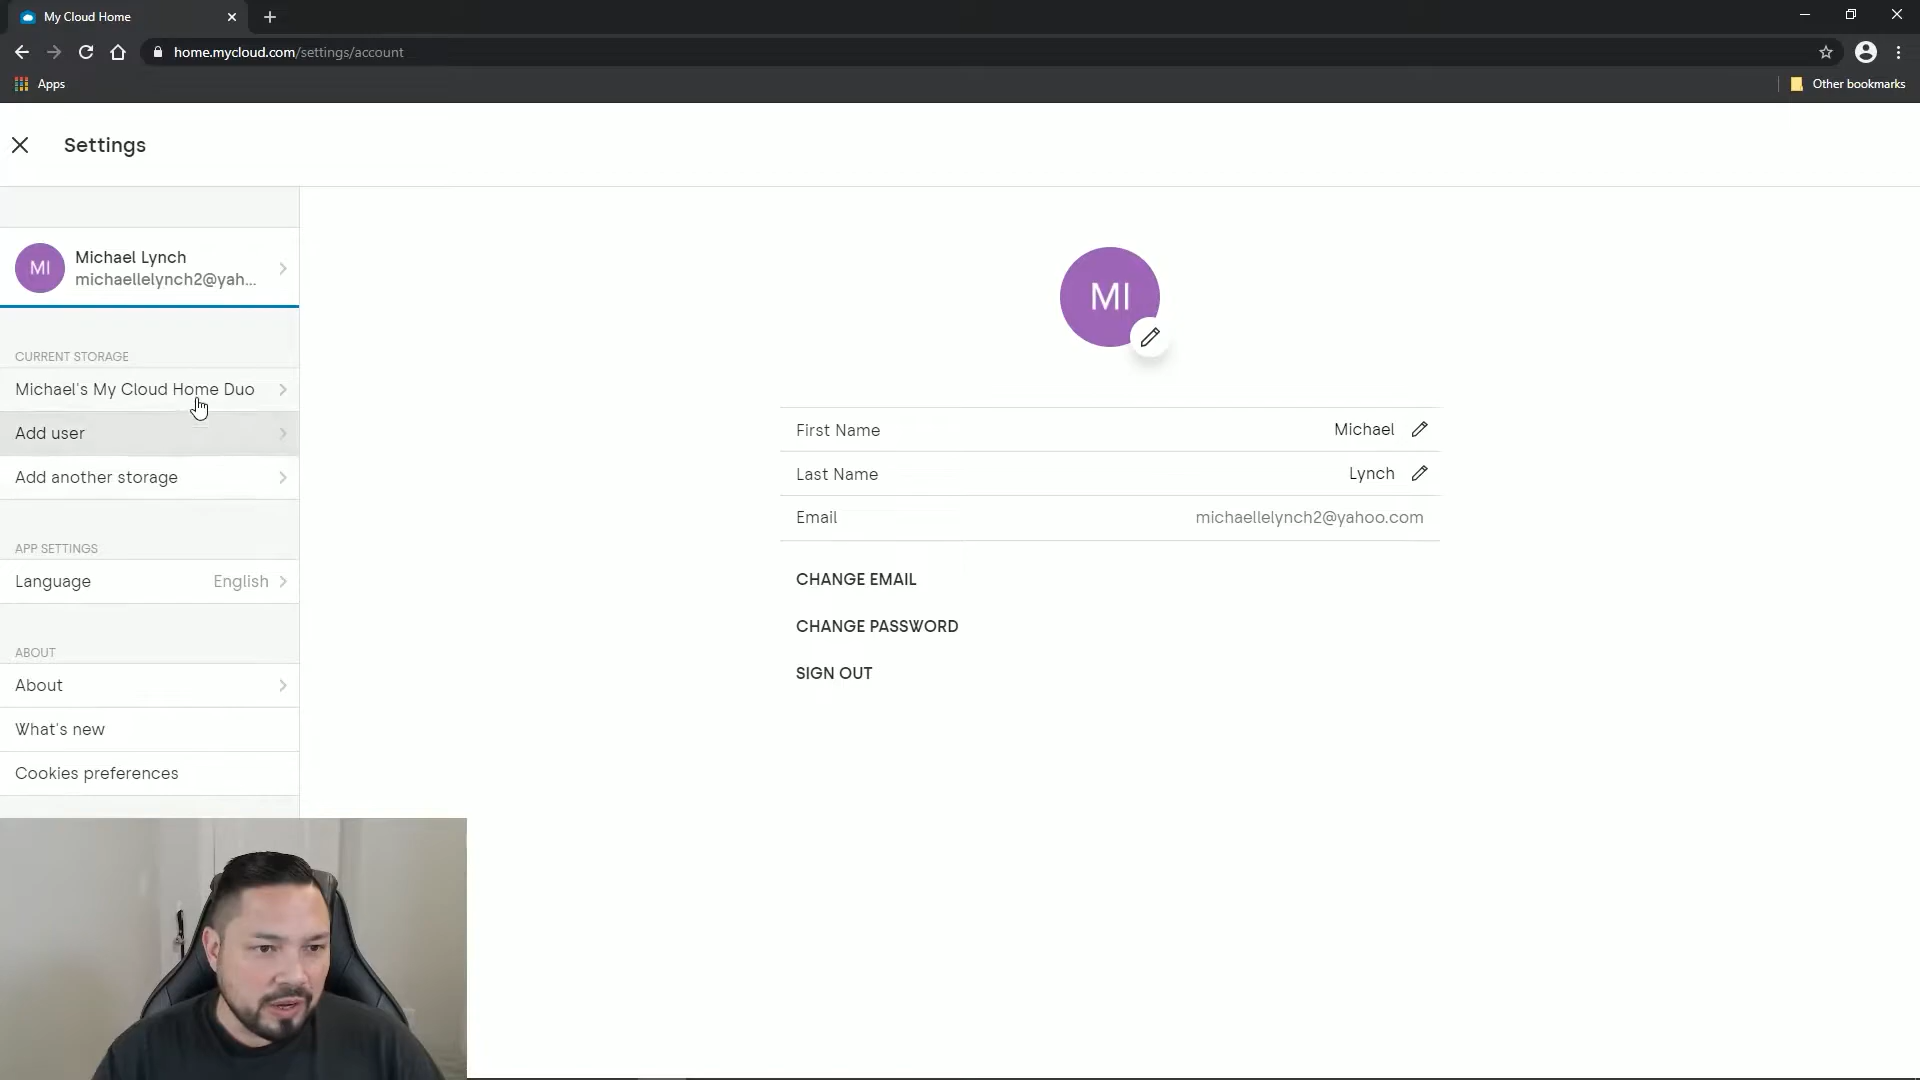 My Cloud Home
home.mycloud.com/settings/account
Apps
Other bookmarks
Settings
MI
Michael Lynch
michaellelynch2@yah...
CURRENT STORAGE
Michael's My Cloud Home Duo
Add user
Add another storage
APP SETTINGS
Language English
ABOUT
About
What's new
Cookies preferences
MI
First Name Michael
Last Name Lynch
Email michaellelynch2@yahoo.com
CHANGE EMAIL
CHANGE PASSWORD
SIGN OUT